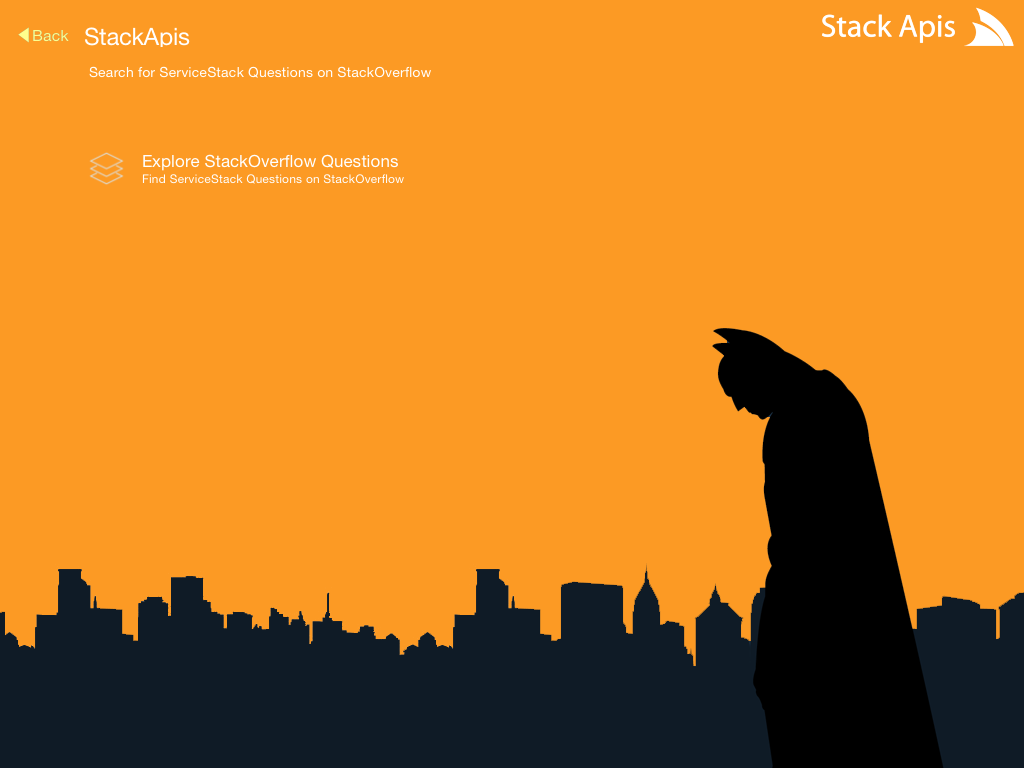 Back
StackApis
Stack Apis
Search for ServiceStack Questions on StackOverflow
Explore StackOverflow Questions
Find ServiceStack Questions on StackOverflow